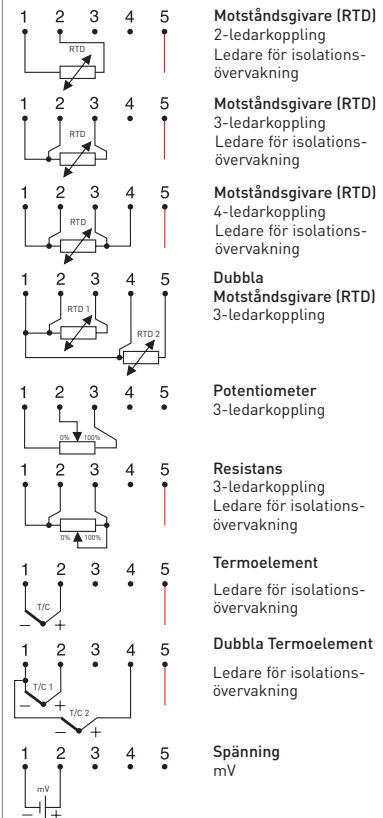 1 2 3 4 5
RTD
Motståndsgivare (RTD)
2-ledarkoppling
Ledare för isolations-
övervakning
1 2 3 4 5
RTD
Motståndsgivare (RTD)
3-ledarkoppling
Ledare för isolations-
övervakning
1 2 3 4 5
RTD
Motståndsgivare (RTD)
4-ledarkoppling
Ledare för isolations-
övervakning
1 2 3 4 5
RTD 1
RTD 2
Dubbla
Motståndsgivare (RTD)
3-ledarkoppling
1 2 3 4 5
0% 100%
Potentiometer
3-ledarkoppling
1 2 3 4 5
0% 100%
Resistans
3-ledarkoppling
Ledare för isolations-
övervakning
1 2 3 4 5
T/C
– +
Termoelement
Ledare för isolations-
övervakning
1 2 3 4 5
T/C 1
– +
T/C 2
– +
Dubbla Termoelement
Ledare för isolations-
övervakning
1 2 3 4 5
mV
– +
Spänning
mV